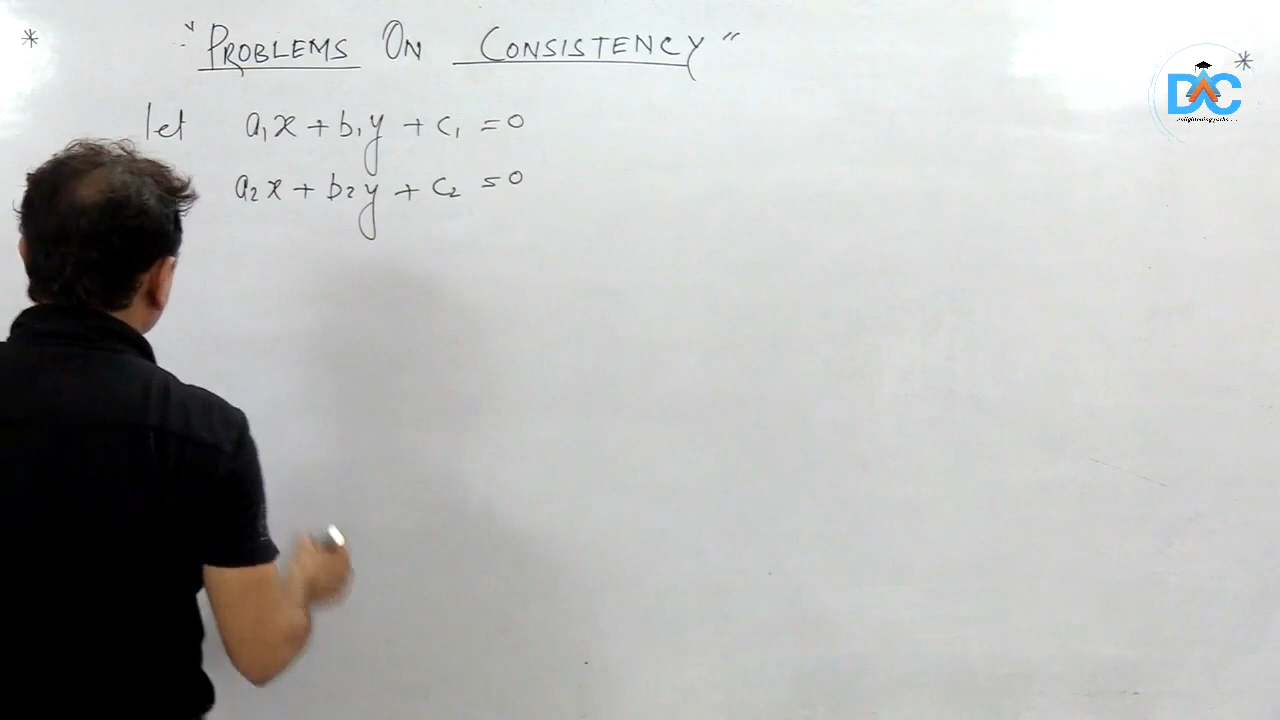 * "PROBLEMS ON CONSISTENCY" *
let a₁x + b₁y + c₁ = 0
a₂x + b₂y + c₂ = 0
DAC